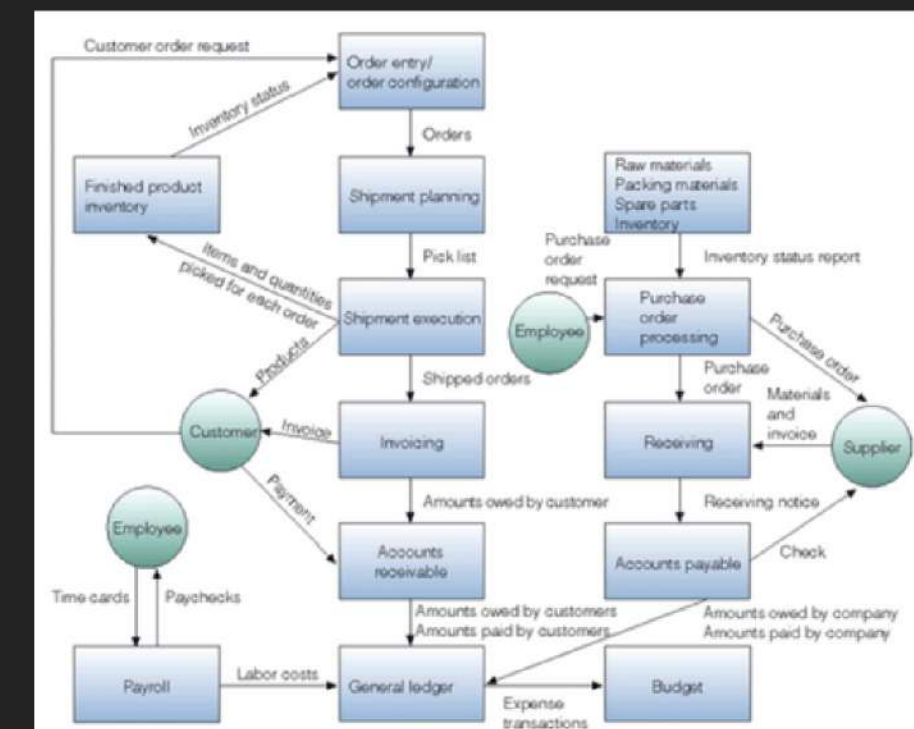 Customer order request
Order entry/
order configuration
Inventory status
Orders
Finished product
inventory
Shipment planning
Raw materials
Packing materials
Spare parts
Inventory
Pick list
Purchase
order
request
Inventory status report
Items and quantities
picked for each order
Shipment execution
Employee
Purchase
order
processing
Purchase order
Products
Shipped orders
Purchase
order
Materials
and
invoice
Customer
Invoice
Invoicing
Receiving
Supplier
Payment
Amounts owed by customer
Receiving notice
Employee
Accounts
receivable
Accounts payable
Check
Time cards
Paychecks
Amounts owed by customers
Amounts paid by customers
Amounts owed by company
Amounts paid by company
Payroll
Labor costs
General ledger
Expense
transactions
Budget